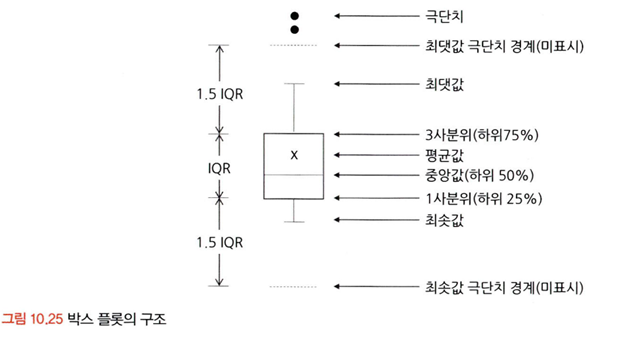 극단치
최댓값 극단치 경계(미표시)
최댓값
1.5 IQR
3사분위(하위75%)
X
평균값
IQR
중앙값(하위 50%)
1사분위(하위 25%)
최솟값
1.5 IQR
최솟값 극단치 경계(미표시)
그림 10.25 박스 플롯의 구조